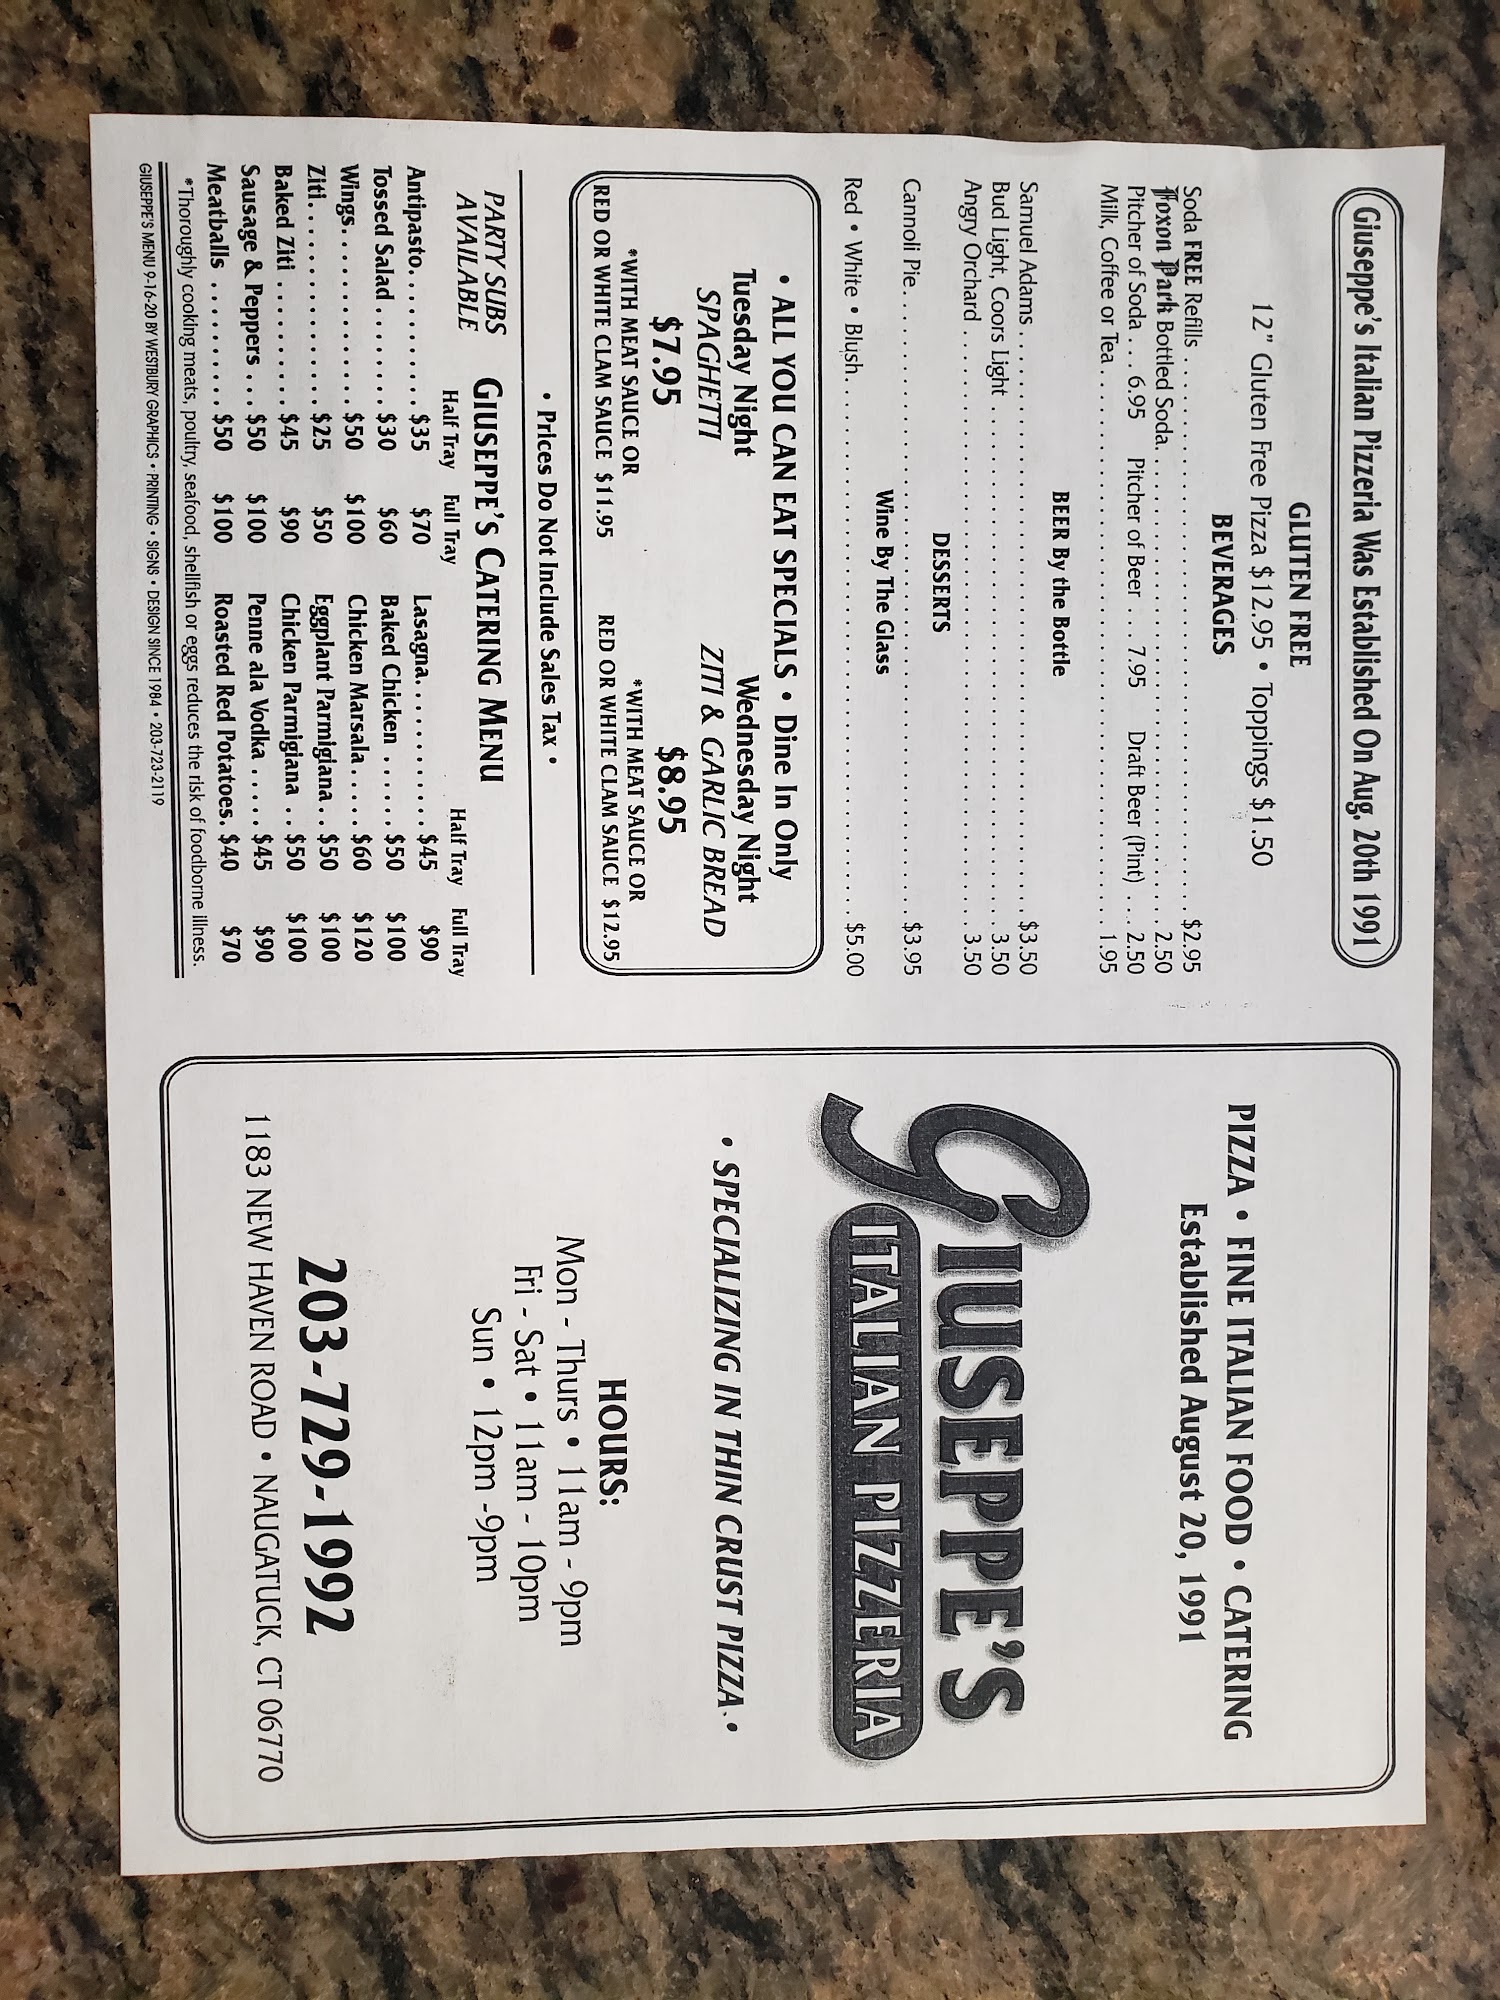 Giuseppe's Italian Pizzeria Was Established On Aug, 20th 1991
GLUTEN FREE
12" Gluten Free Pizza $12.95 • Toppings $1.50
BEVERAGES
Soda FREE Refills . . . . . . . . . . . . . . . . . . . . $2.95
Foxon Park Bottled Soda. . . . . . . . . . . . . . . . . . . . 2.50
Pitcher of Soda . . . 6.95 Pitcher of Beer . . . 7.95 Draft Beer (Pint) . . . . 2.50
Milk, Coffee or Tea . . . . . . . . . . . . . . . . . . . . 1.95
BEER By the Bottle
Samuel Adams . . . . . . . . . . . . . . . . . . . . $3.50
Bud Light, Coors Light . . . . . . . . . . . . . . . . . . . . 3.50
Angry Orchard . . . . . . . . . . . . . . . . . . . . 3.50
DESSERTS
Cannoli Pie. . . . . . . . . . . . . . . . . . . . $3.95
Wine By The Glass
Red • White • Blush. . . . . . . . . . . . . . . . . . . . $5.00
• ALL YOU CAN EAT SPECIALS • Dine In Only
Tuesday Night Wednesday Night
SPAGHETTI ZITI & GARLIC BREAD
$7.95 $8.95
*WITH MEAT SAUCE OR *WITH MEAT SAUCE OR
RED OR WHITE CLAM SAUCE $11.95 RED OR WHITE CLAM SAUCE $12.95
• Prices Do Not Include Sales Tax •
PARTY SUBS AVAILABLE
GIUSEPPE'S CATERING MENU
Half Tray Full Tray Half Tray Full Tray
Antipasto. . . . . . . . . . . $35 $70 Lasagna. . . . . . . . . . $45 $90
Tossed Salad . . . . . . . . $30 $60 Baked Chicken . . . . . . $50 $100
Wings. . . . . . . . . . . . . $50 $100 Chicken Marsala . . . . . $60 $120
Ziti. . . . . . . . . . . . . . . $25 $50 Eggplant Parmigiana. . $50 $100
Baked Ziti . . . . . . . . . . $45 $90 Chicken Parmigiana . . $50 $100
Sausage & Peppers . . . $50 $100 Penne ala Vodka . . . . . $45 $90
Meatballs . . . . . . . . . . $50 $100 Roasted Red Potatoes. $40 $70
*Thoroughly cooking meats, poultry, seafood, shellfish or eggs reduces the risk of foodborne illness.
GIUSEPPE'S MENU 9-16-20 BY WESTBURY GRAPHICS • PRINTING • SIGNS • DESIGN SINCE 1984 • 203-723-2119
PIZZA • FINE ITALIAN FOOD • CATERING
Established August 20, 1991
GIUSEPPE'S
ITALIAN PIZZERIA
• SPECIALIZING IN THIN CRUST PIZZA •
HOURS:
Mon - Thurs • 11am - 9pm
Fri - Sat • 11am - 10pm
Sun • 12pm -9pm
203-729-1992
1183 NEW HAVEN ROAD • NAUGATUCK, CT 06770